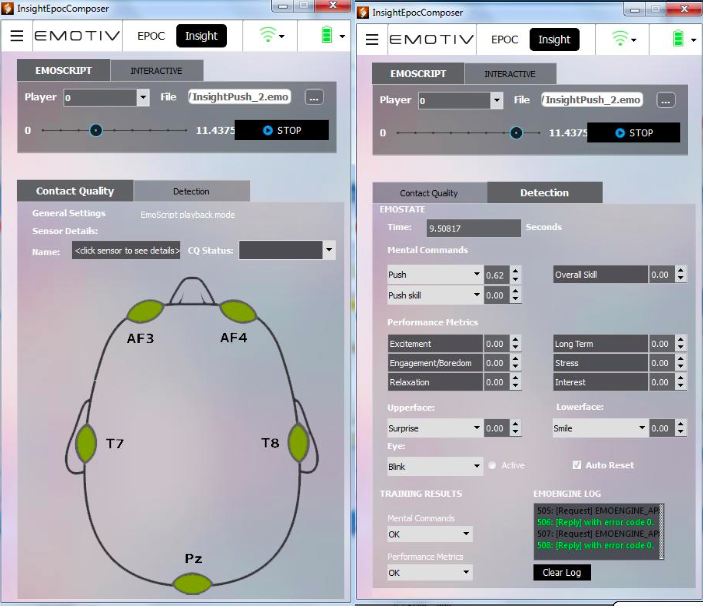 InsightEpocComposer
EMOTIV EPOC Insight
EMOSCRIPT INTERACTIVE
Player 0 File /InsightPush_2.emo ...
0 11.4375 STOP
Contact Quality Detection
General Settings EmoScript playback mode
Sensor Details:
Name: <click sensor to see details> CQ Status:
AF3 AF4
T7 T8
Pz
InsightEpocComposer
EMOTIV EPOC Insight
EMOSCRIPT INTERACTIVE
Player 0 File /InsightPush_2.emo ...
0 11.4375 STOP
Contact Quality Detection
EMOSTATE
Time: 9.50817 Seconds
Mental Commands
Push 0.62 Overall Skill 0.00
Push skill 0.00
Performance Metrics
Excitement 0.00 Long Term 0.00
Engagement/Boredom 0.00 Stress 0.00
Relaxation 0.00 Interest 0.00
Upperface: Lowerface:
Surprise 0.00 Smile 0.00
Eye:
Blink Active Auto Reset
TRAINING RESULTS EMOENGINE LOG
505: [Request] EMOENGINE_AP
506: [Reply] with error code 0.
507: [Request] EMOENGINE_AP
508: [Reply] with error code 0.
Mental Commands
OK
Performance Metrics
OK Clear Log